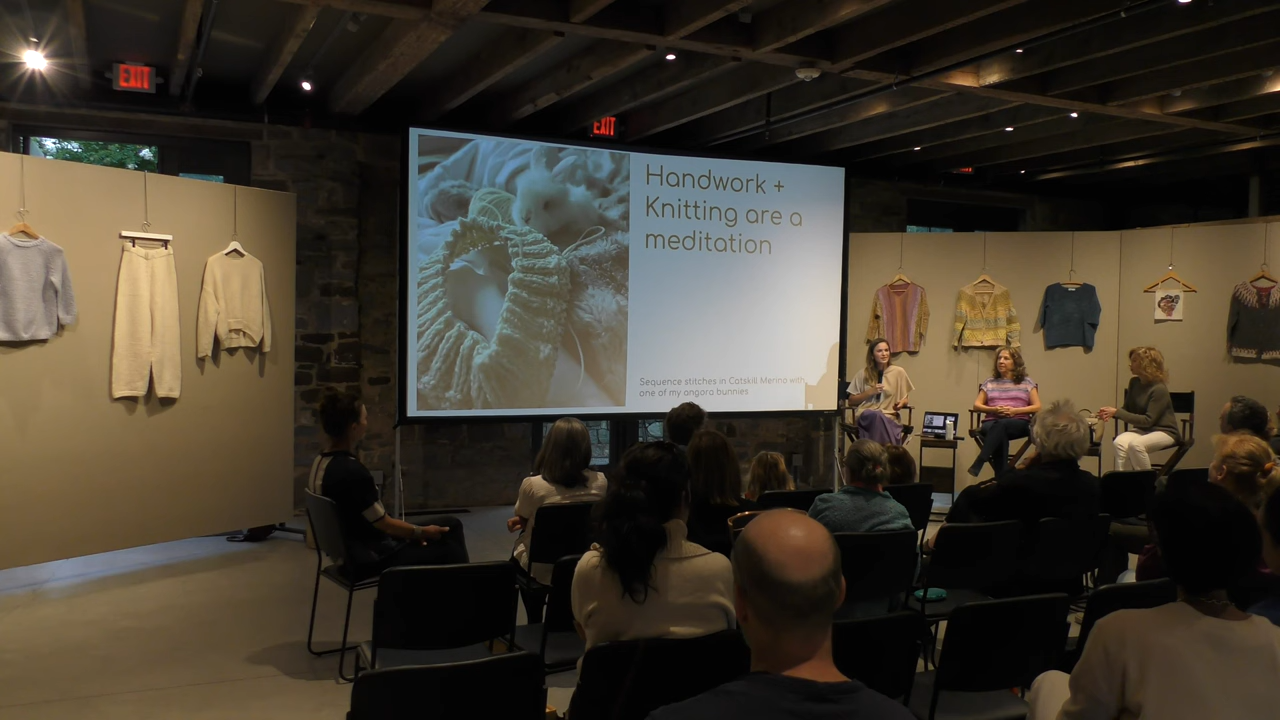 EXIT
EXIT
Handwork +
Knitting are a
meditation
Sequence stitches in Catskill Merino with
one of my angora bunnies